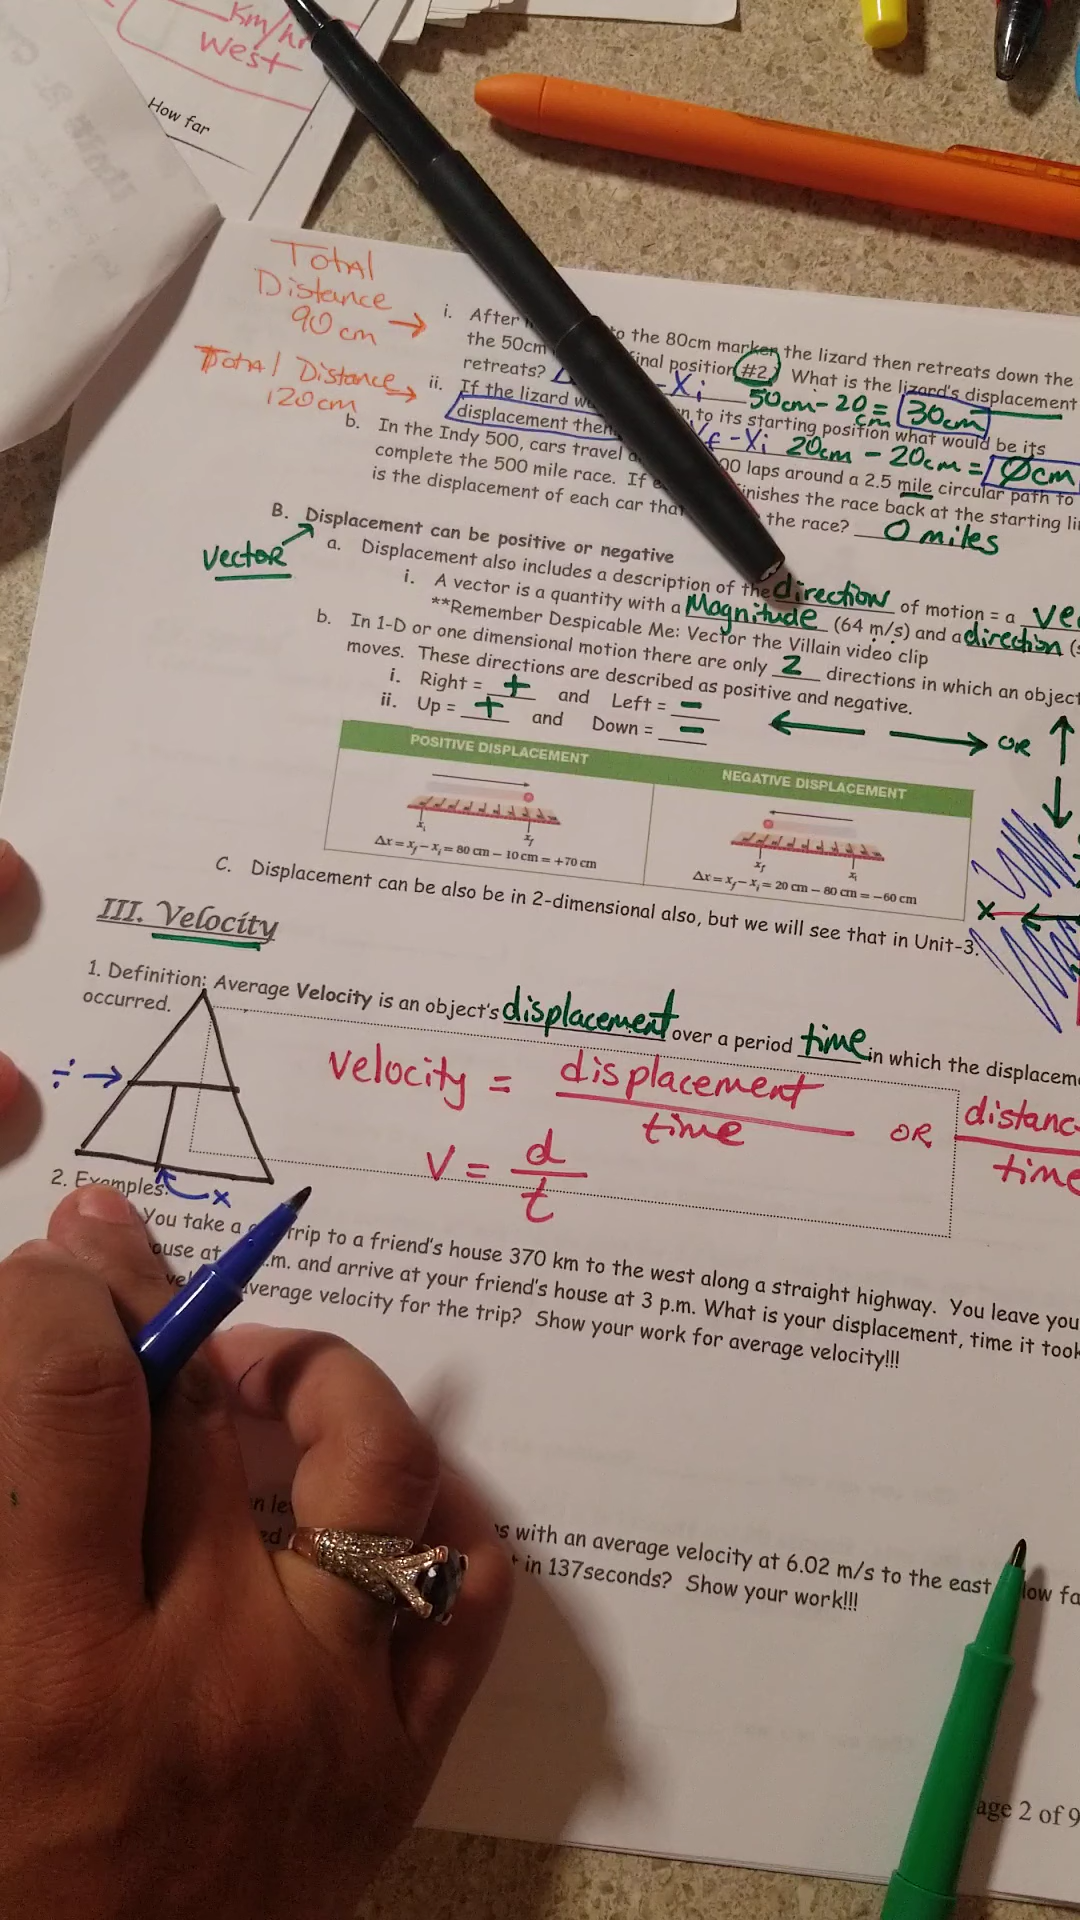 Km/hr
West
How far
Total
Distance
90 cm
i. After to the 80cm marker the lizard then retreats down the
the 50cm final position #2. What is the lizard's displacement
retreats? -Xi 50cm - 20cm = 30cm
Total Distance
120cm
ii. If the lizard to its starting position what would be its
displacement then Xf - Xi 20cm - 20cm = 0cm
b. In the Indy 500, cars travel laps around a 2.5 mile circular path to
complete the 500 mile race. If finishes the race back at the starting
is the displacement of each car the race? 0 miles
B. Displacement can be positive or negative
Vector
a. Displacement also includes a description of the direction of motion = a
i. A vector is a quantity with a Magnitude (64 m/s) and a direction
**Remember Despicable Me: Vector the Villain video clip
b. In 1-D or one dimensional motion there are only 2 directions in which an object
moves. These directions are described as positive and negative.
i. Right = + and Left = -
ii. Up = + and Down = -
OR
POSITIVE DISPLACEMENT NEGATIVE DISPLACEMENT
xi xf
xf xi
Δx = xf − xi = 80 cm − 10 cm = +70 cm
Δx = xf − xi = 20 cm − 80 cm = −60 cm
X
C. Displacement can be also be in 2-dimensional also, but we will see that in Unit-3.
III. Velocity
1. Definition: Average Velocity is an object's displacement over a period time in which the
occurred.
÷
velocity = displacement / time OR / time
V = d / t
x
2. Examples:
You take a trip to a friend's house 370 km to the west along a straight highway. You leave
at .m. and arrive at your friend's house at 3 p.m. What is your displacement, time it took
average velocity for the trip? Show your work for average velocity!!!
with an average velocity at 6.02 m/s to the east
in 137seconds? Show your work!!!
2 of 9